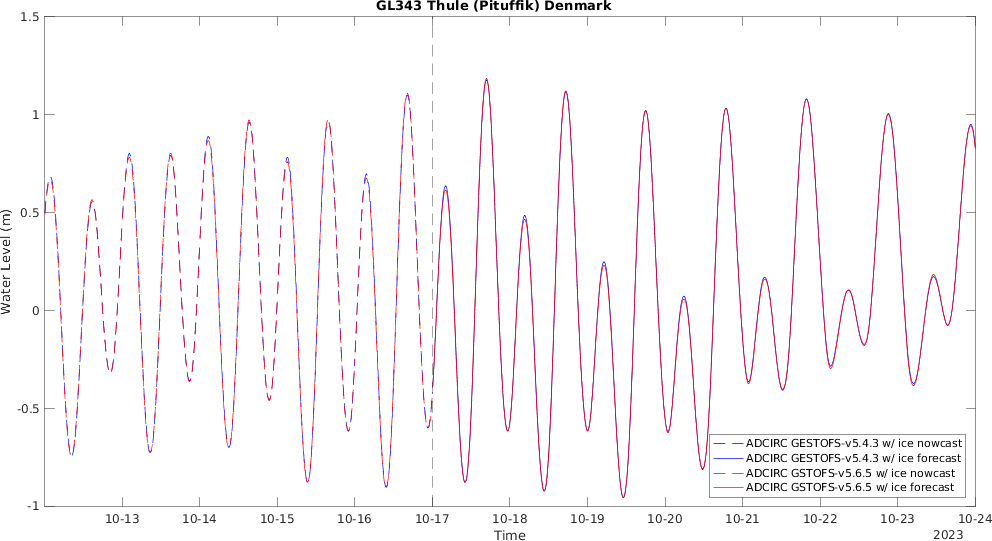 GL343 Thule (Pituffik) Denmark
1.5
1
0.5
0
-0.5
-1
Water Level (m)
ADCIRC GESTOFS-v5.4.3 w/ ice nowcast
ADCIRC GESTOFS-v5.4.3 w/ ice forecast
ADCIRC GSTOFS-v5.6.5 w/ ice nowcast
ADCIRC GSTOFS-v5.6.5 w/ ice forecast
10-13 10-14 10-15 10-16 10-17 10-18 10-19 10-20 10-21 10-22 10-23 10-24
Time
2023